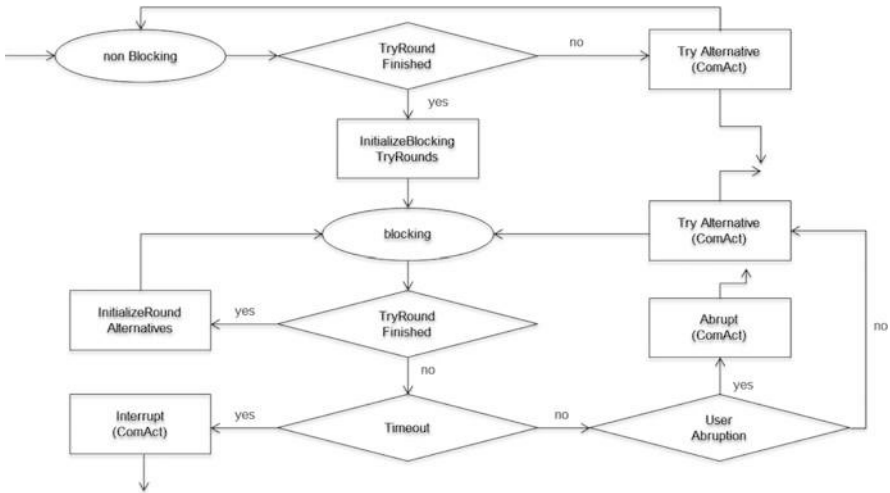 non Blocking
TryRound
Finished
no
Try Alternative
(ComAct)
yes
InitializeBlocking
TryRounds
blocking
Try Alternative
(ComAct)
InitializeRound
Alternatives
yes
TryRound
Finished
Abrupt
(ComAct)
no
no
yes
Interrupt
(ComAct)
yes
Timeout
no
User
Abruption